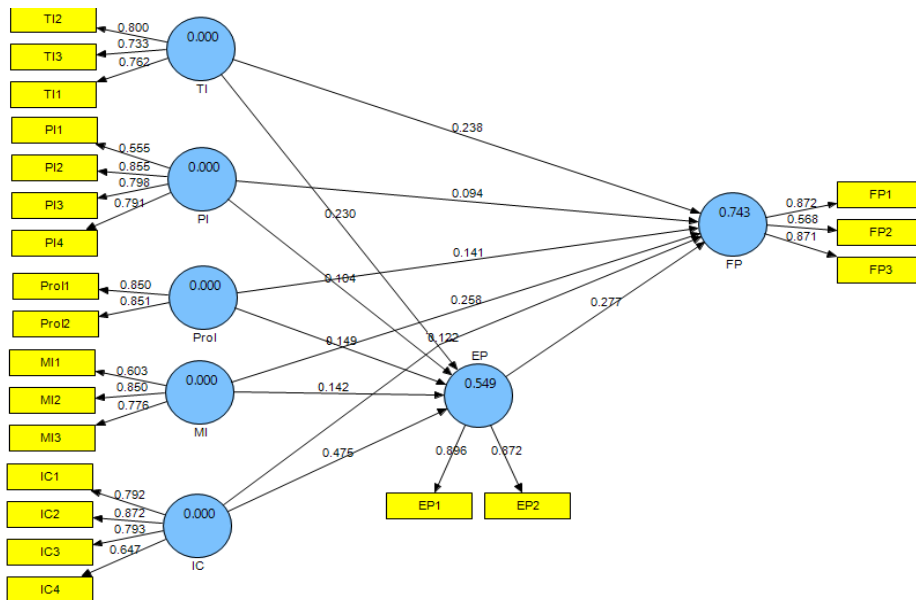 TI2
0.800
0.000
TI3
0.733
TI1
0.762
TI
PI1
0.555
0.000
PI2
0.855
PI3
0.798
PI4
0.791
PI
ProI1
0.850
0.000
ProI2
0.851
ProI
MI1
0.603
0.000
MI2
0.850
MI3
0.776
MI
IC1
0.792
0.000
IC2
0.872
IC3
0.793
IC4
0.647
IC
0.238
0.094
0.230
0.141
0.104
0.258
0.122
0.277
0.149
0.142
0.475
EP
0.549
0.896
0.872
EP1
EP2
0.743
FP
0.872
FP1
0.568
FP2
0.871
FP3